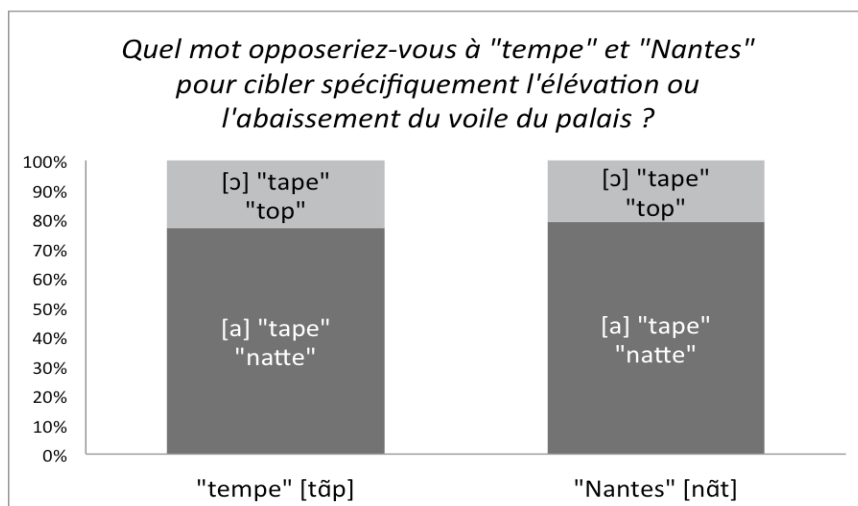 Quel mot opposeriez-vous à "tempe" et "Nantes"
pour cibler spécifiquement l'élévation ou
l'abaissement du voile du palais ?
100%
90%
80%
70%
60%
50%
40%
30%
20%
10%
0%
[ɔ] "tape"
"top"
[a] "tape"
"natte"
[ɔ] "tape"
"top"
[a] "tape"
"natte"
"tempe" [tɑ̃p]
"Nantes" [nɑ̃t]